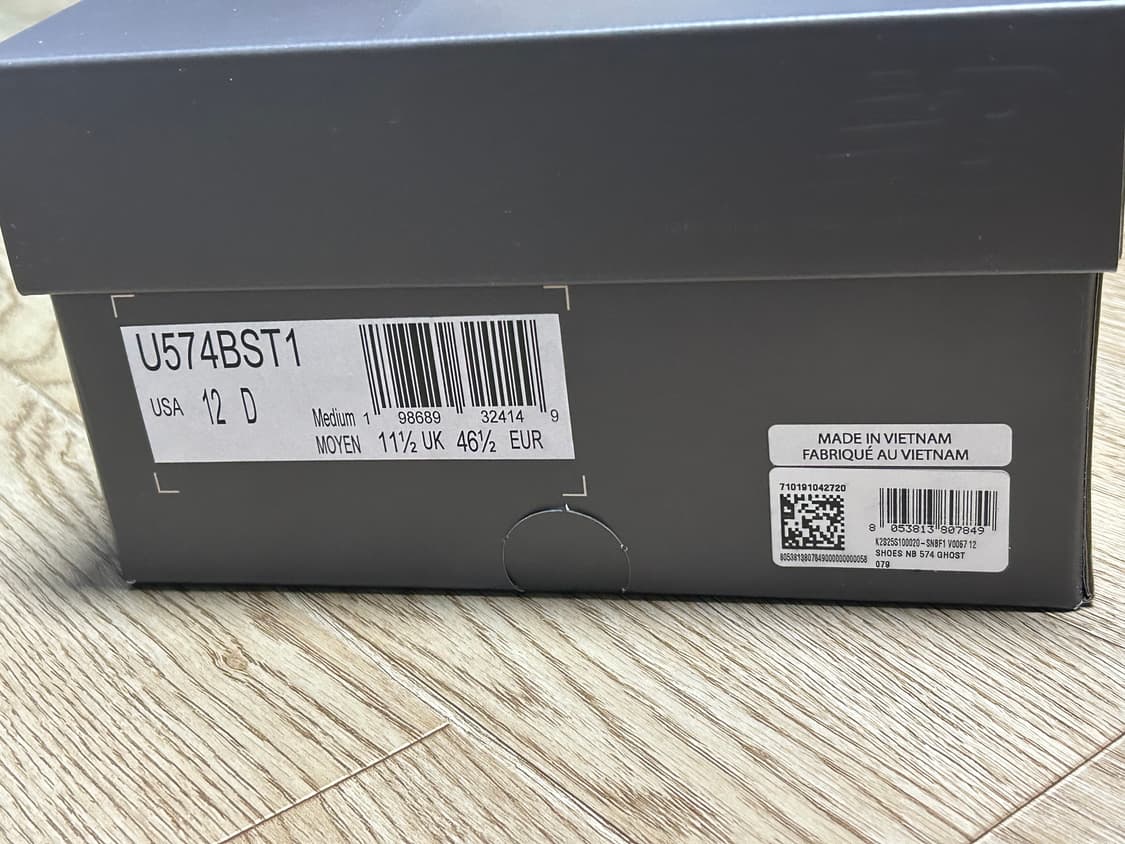 U574BST1
USA 12 D
Medium 1 98689 32414 9
MOYEN 11½ UK 46½ EUR
MADE IN VIETNAM
FABRIQUÉ AU VIETNAM
710191042720
8 053813 807849
K2S25S100020-SNBF1 V0067 12
SHOES NB 574 GHOST
079